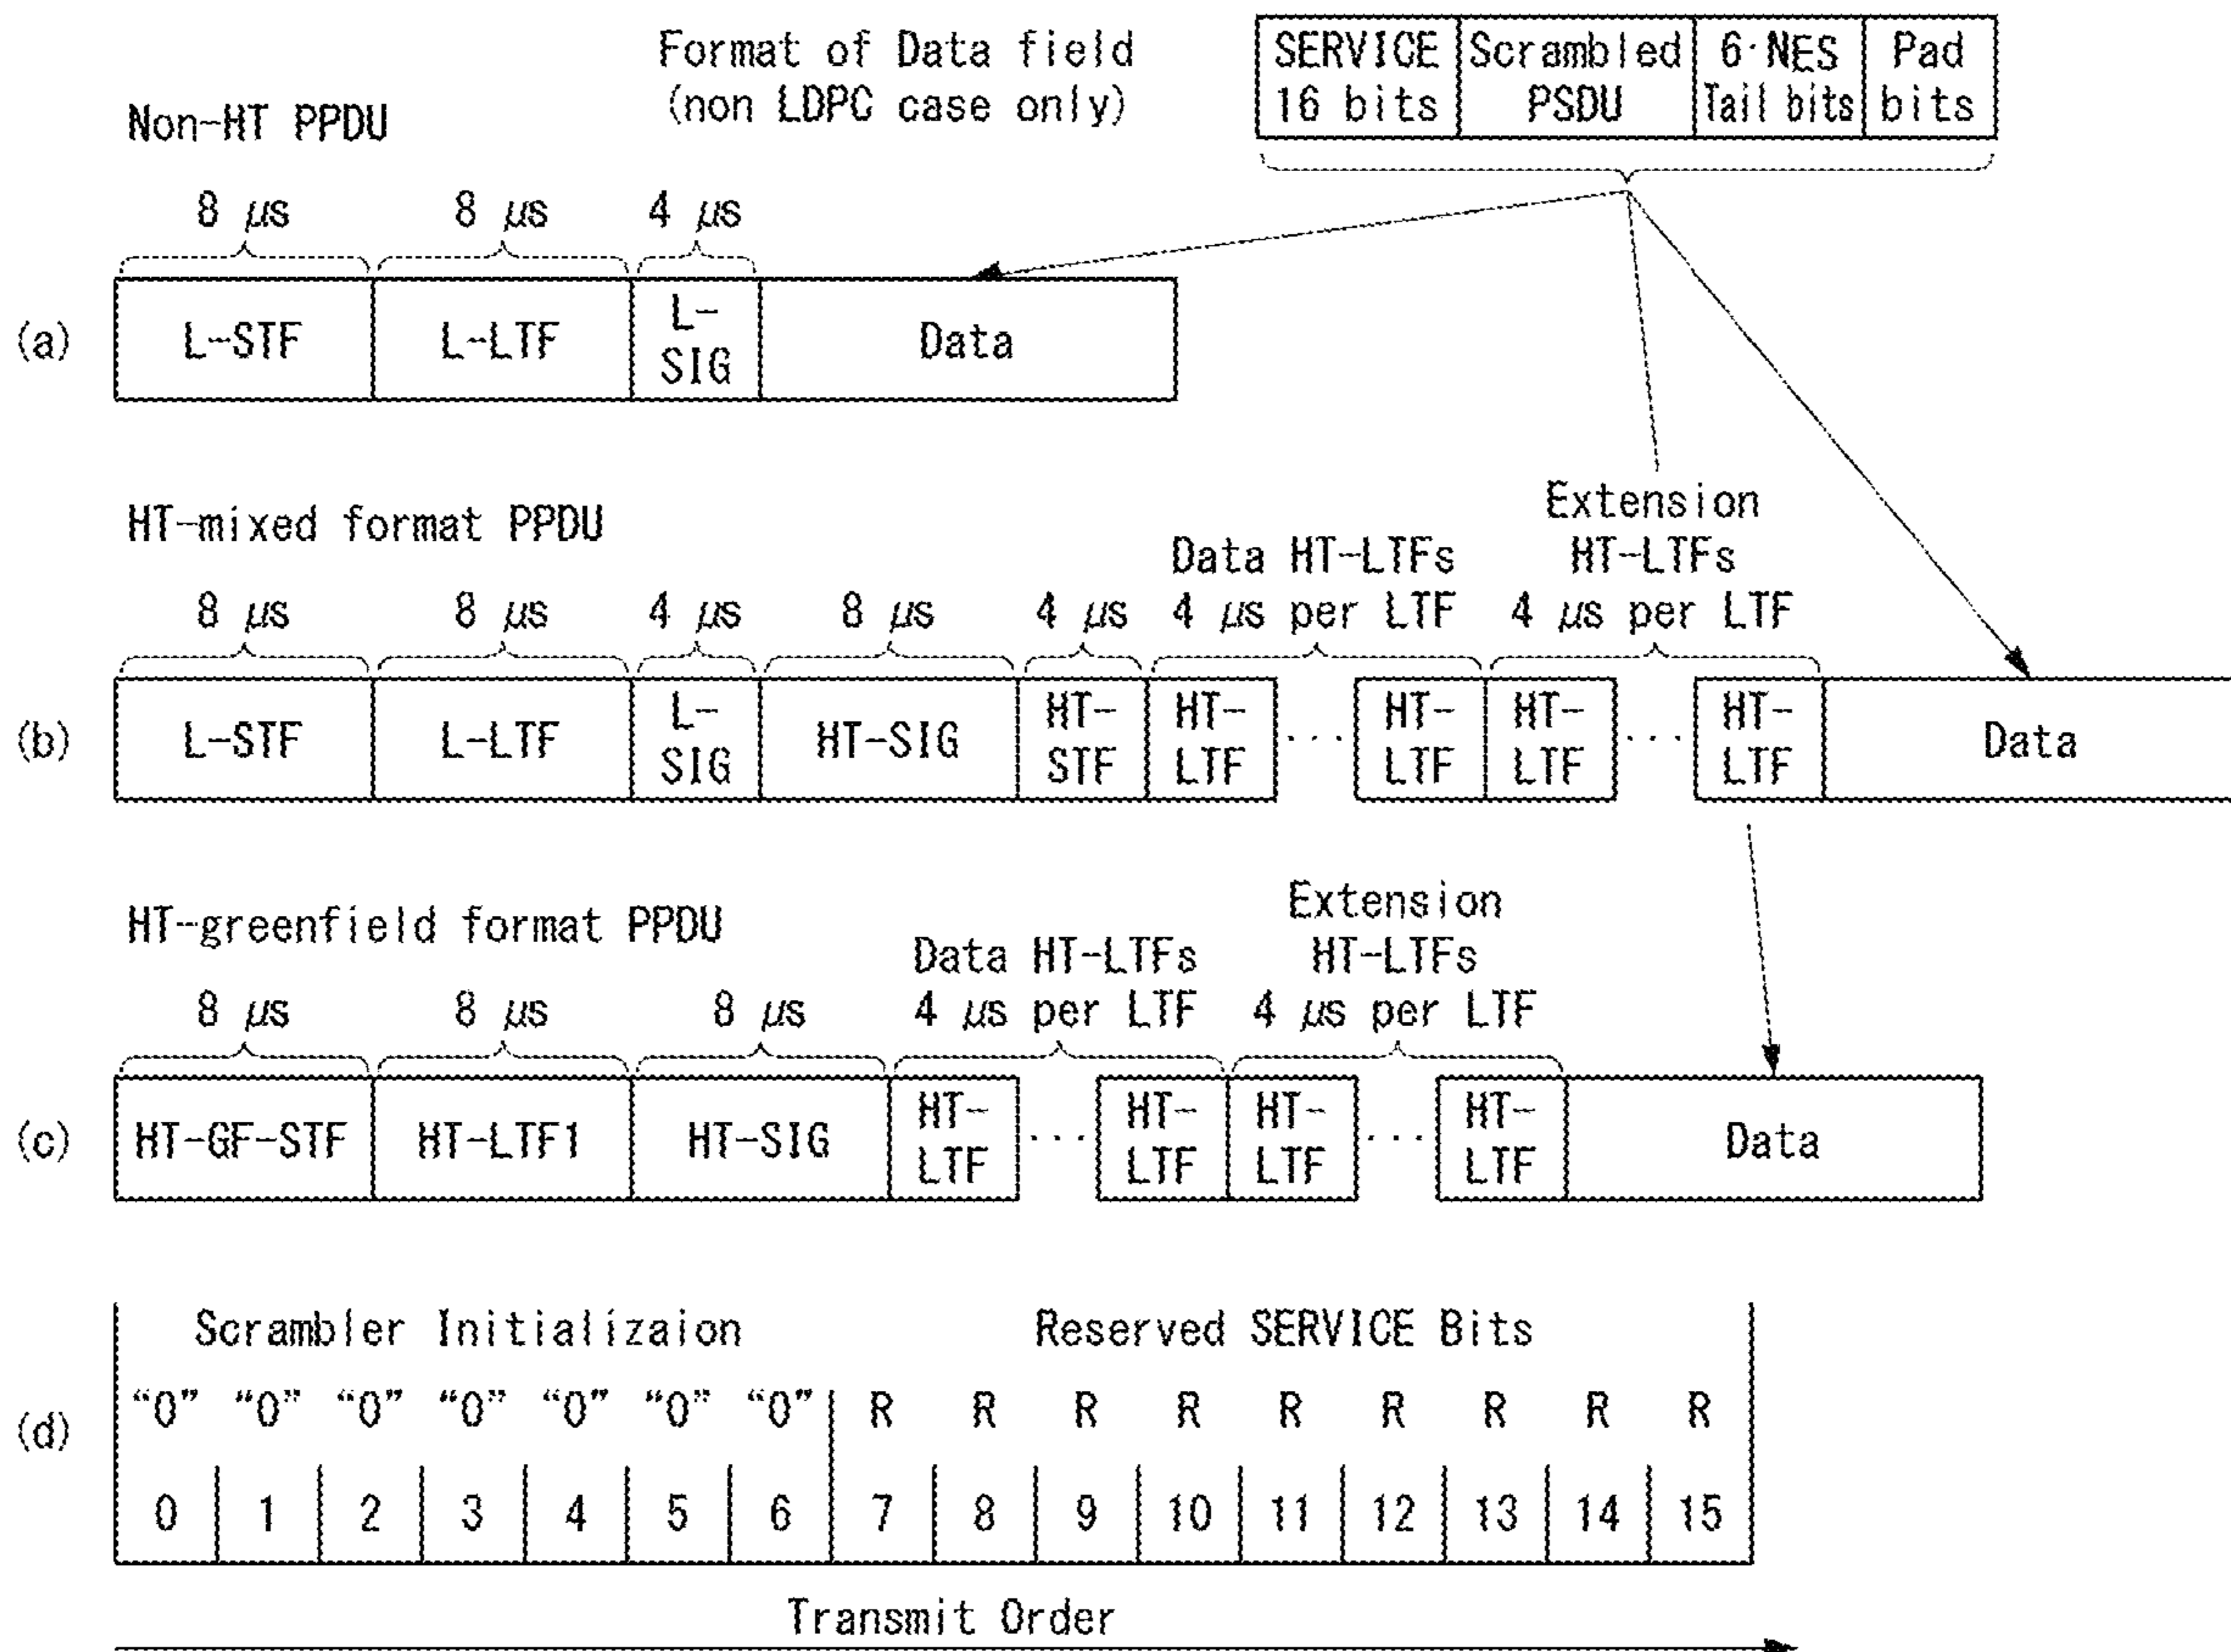 Format of Data field
(non LDPC case only)
SERVICE
16 bits
Scrambled
PSDU
6·NES
Tail bits
Pad
bits
Non-HT PPDU
8 μs
8 μs
4 μs
(a)
L-STF
L-LTF
L-
SIG
Data
HT-mixed format PPDU
Data HT-LTFs
Extension
HT-LTFs
8 μs
8 μs
4 μs
8 μs
4 μs
4 μs per LTF
4 μs per LTF
(b)
L-STF
L-LTF
L-
SIG
HT-SIG
HT-
STF
HT-
LTF
...
HT-
LTF
HT-
LTF
...
HT-
LTF
Data
HT-greenfield format PPDU
Data HT-LTFs
Extension
HT-LTFs
8 μs
8 μs
8 μs
4 μs per LTF
4 μs per LTF
(c)
HT-GF-STF
HT-LTF1
HT-SIG
HT-
LTF
...
HT-
LTF
HT-
LTF
...
HT-
LTF
Data
Scrambler Initializaion
Reserved SERVICE Bits
(d)
“0” “0” “0” “0” “0” “0” “0” R R R R R R R R R
0 1 2 3 4 5 6 7 8 9 10 11 12 13 14 15
Transmit Order